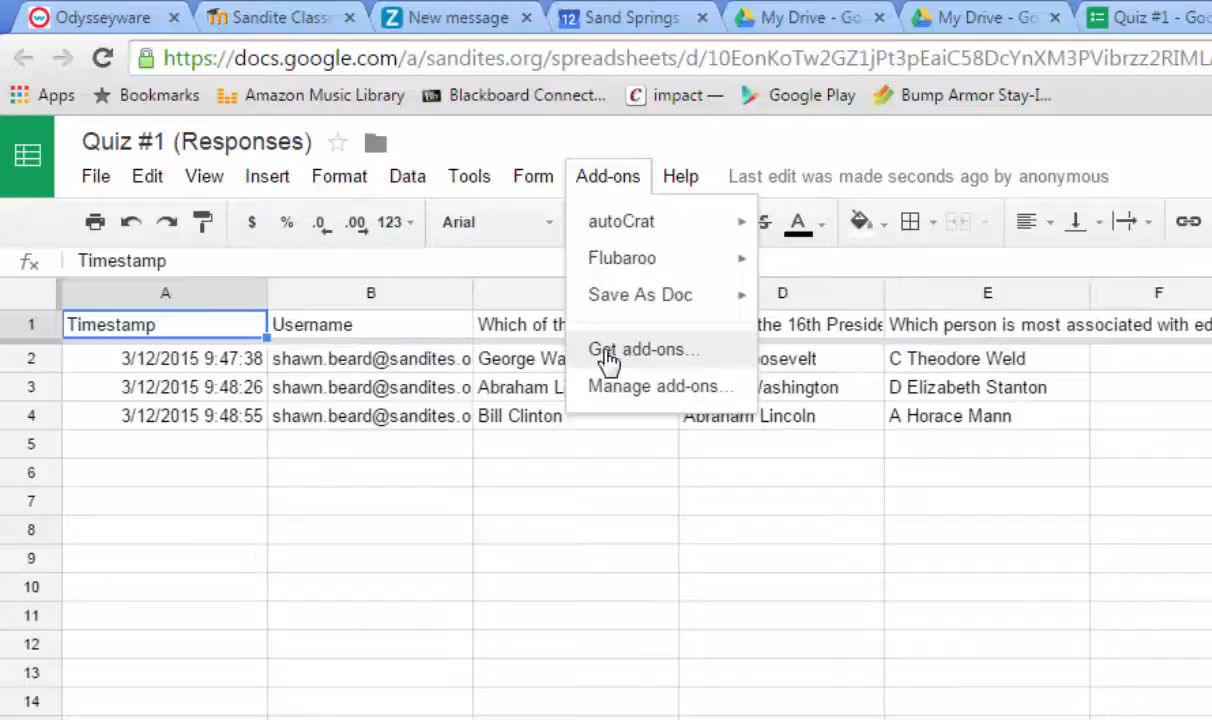 Odysseyware
Sandite Class
New message
Sand Springs
My Drive - Go
My Drive - Go
Quiz #1 - Goo
12
https://docs.google.com/a/sandites.org/spreadsheets/d/10EonKoTw2GZ1jPt3pEaiC58DcYnXM3PVibrzz2RIML
Apps Bookmarks Amazon Music Library Blackboard Connect... impact — Google Play Bump Armor Stay-I...
Quiz #1 (Responses)
File Edit View Insert Format Data Tools Form Add-ons Help Last edit was made seconds ago by anonymous
$ % .0 .00 123 Arial S A
autoCrat
Flubaroo
Save As Doc
Get add-ons...
Manage add-ons...
fx Timestamp
A B D E F
1 Timestamp Username Which of th the 16th Preside Which person is most associated with ed
2 3/12/2015 9:47:38 shawn.beard@sandites.o George Wa oosevelt C Theodore Weld
3 3/12/2015 9:48:26 shawn.beard@sandites.o Abraham L Washington D Elizabeth Stanton
4 3/12/2015 9:48:55 shawn.beard@sandites.o Bill Clinton Abraham Lincoln A Horace Mann
5
6
7
8
9
10
11
12
13
14